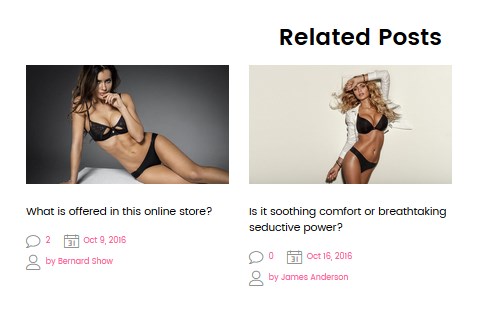 Related Posts
What is offered in this online store?
2 31 Oct 9, 2016
by Bernard Show
Is it soothing comfort or breathtaking
seductive power?
0 31 Oct 16, 2016
by James Anderson